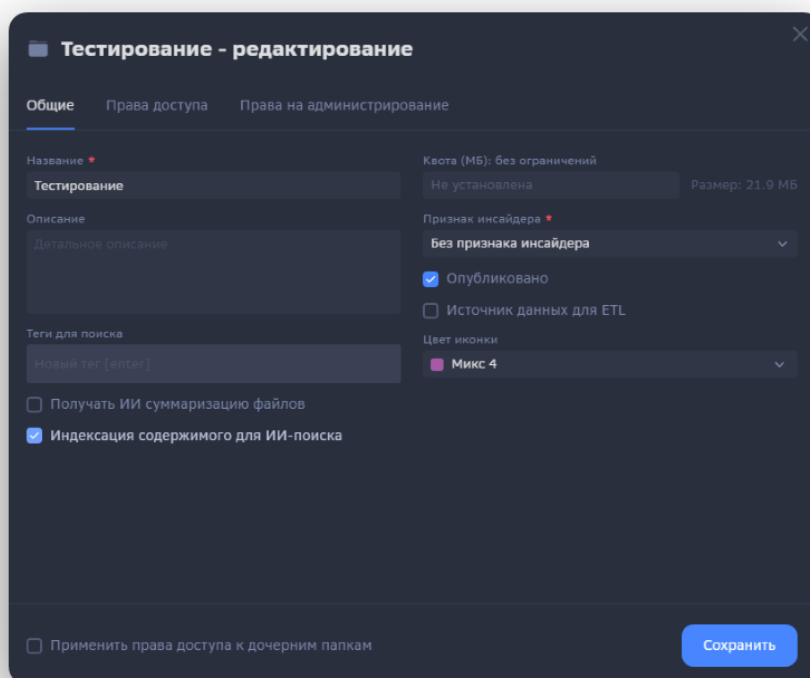 Тестирование - редактирование
Общие Права доступа Права на администрирование
Название *
Тестирование
Описание
Детальное описание
Теги для поиска
Новый тег [enter]
Получать ИИ суммаризацию файлов
Индексация содержимого для ИИ-поиска
Квота (МБ): без ограничений
Не установлена Размер: 21.9 МБ
Признак инсайдера *
Без признака инсайдера
Опубликовано
Источник данных для ETL
Цвет иконки
Микс 4
Применить права доступа к дочерним папкам
Сохранить